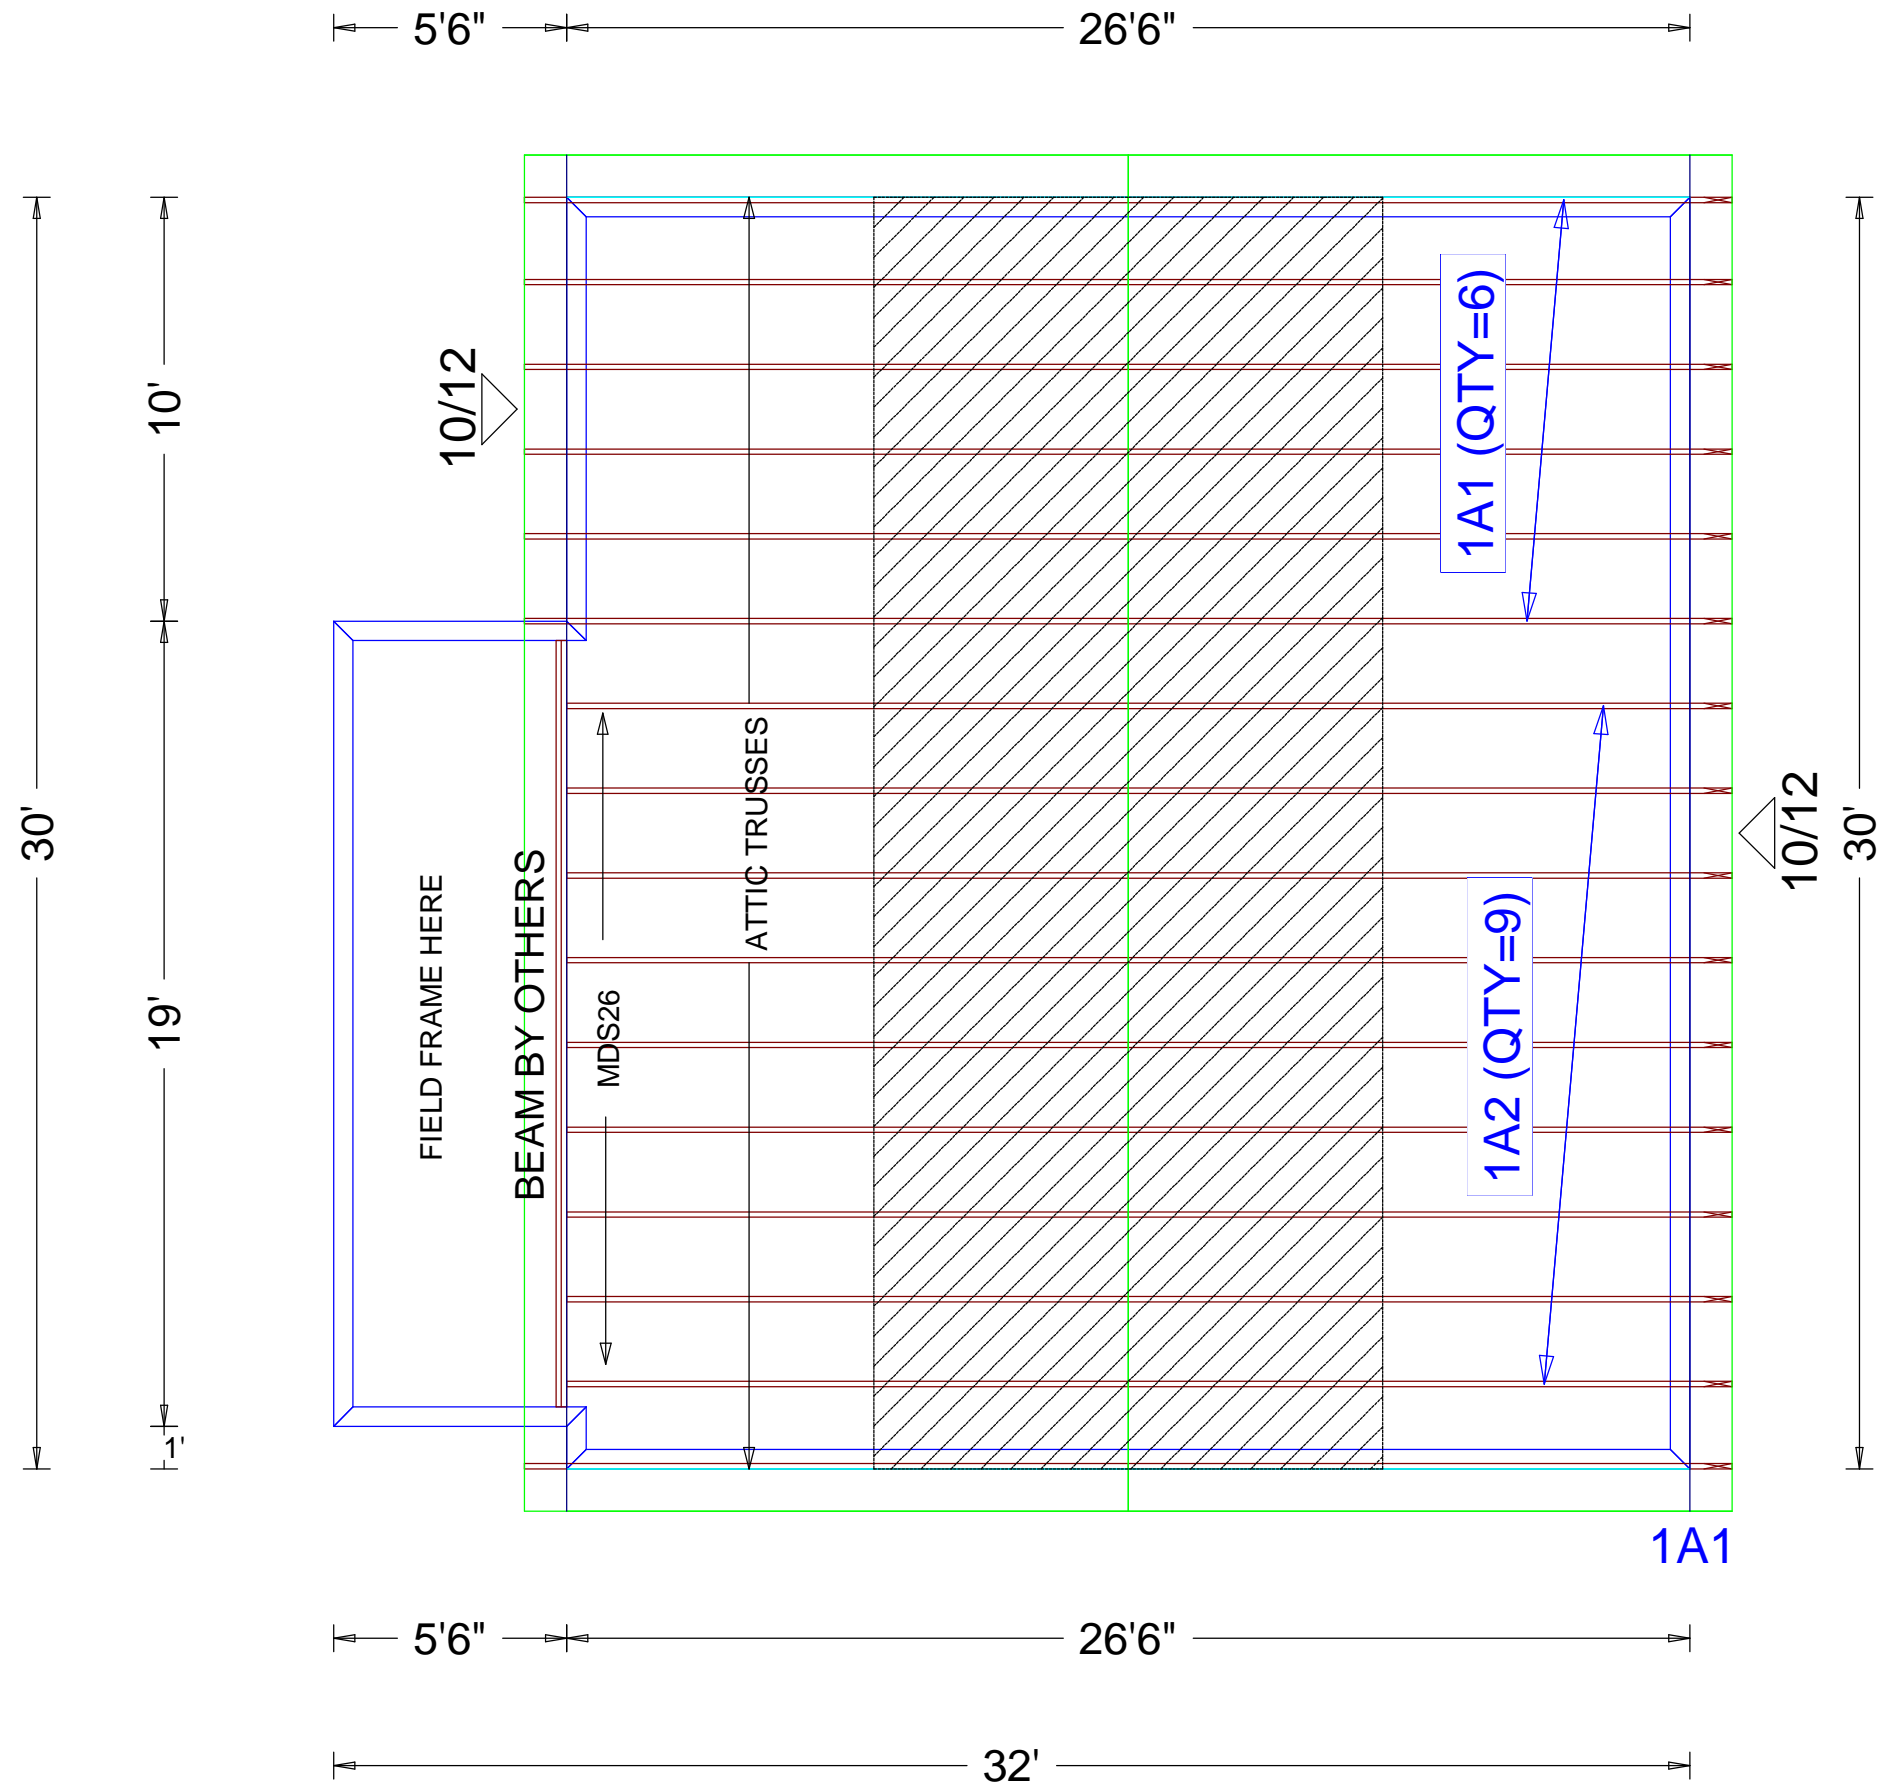 5'6"
26'6"
10/12
10'
1A1 (QTY=6)
30'
19'
1'
FIELD FRAME HERE
BEAM BY OTHERS
MDS26
ATTIC TRUSSES
1A2 (QTY=9)
10/12
30'
1A1
5'6"
26'6"
32'